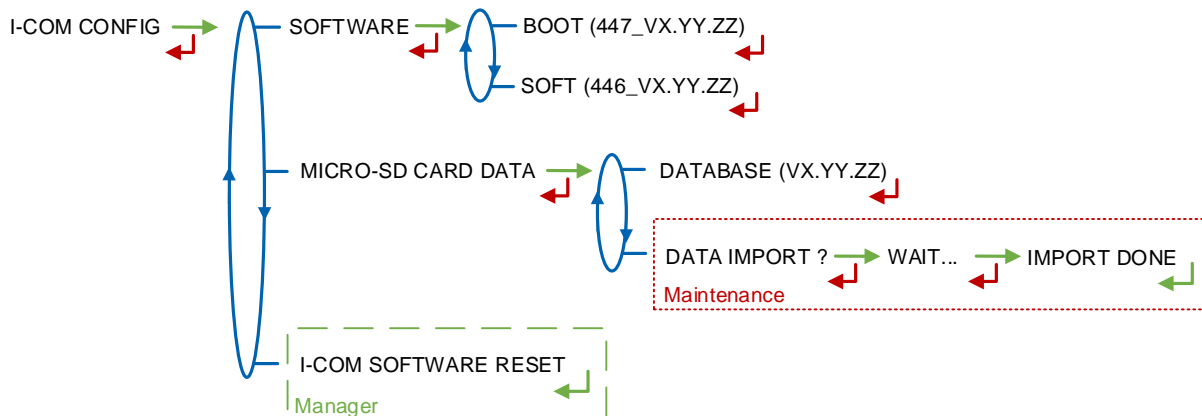 I-COM CONFIG
SOFTWARE
BOOT (447_VX.YY.ZZ)
SOFT (446_VX.YY.ZZ)
MICRO-SD CARD DATA
DATABASE (VX.YY.ZZ)
DATA IMPORT ?
WAIT...
IMPORT DONE
Maintenance
I-COM SOFTWARE RESET
Manager